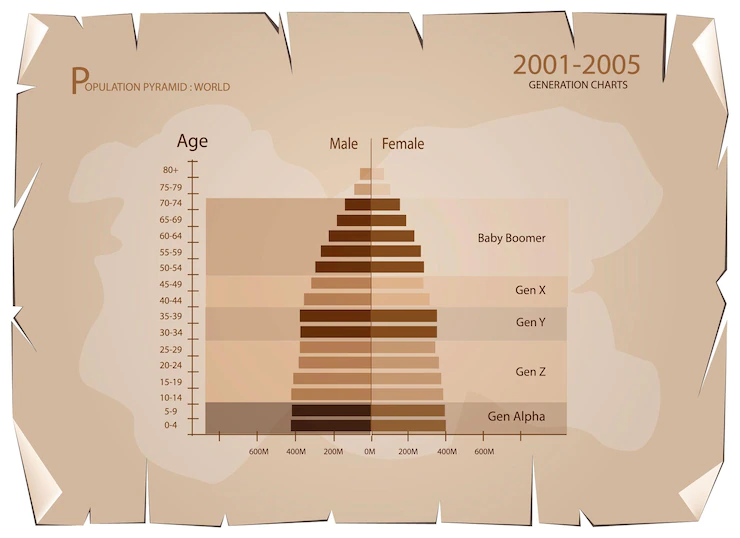 POPULATION PYRAMID : WORLD
2001-2005
GENERATION CHARTS
Age
Male
Female
80+
75-79
70-74
65-69
60-64
55-59
50-54
45-49
40-44
35-39
30-34
25-29
20-24
15-19
10-14
5-9
0-4
Baby Boomer
Gen X
Gen Y
Gen Z
Gen Alpha
600M 400M 200M 0M 200M 400M 600M